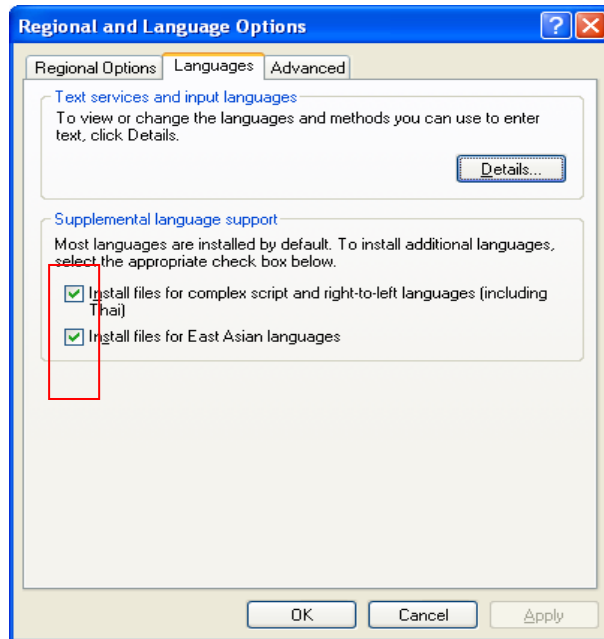 Regional and Language Options
Regional Options Languages Advanced
Text services and input languages
To view or change the languages and methods you can use to enter
text, click Details.
Details...
Supplemental language support
Most languages are installed by default. To install additional languages,
select the appropriate check box below.
Install files for complex script and right-to-left languages (including
Thai)
Install files for East Asian languages
OK Cancel Apply